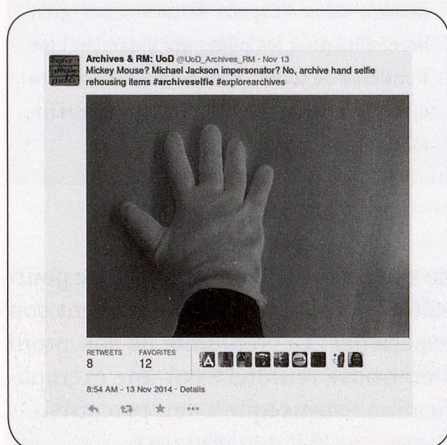 Archives & RM: UoD @UoD_Archives_RM · Nov 13
Mickey Mouse? Michael Jackson impersonator? No, archive hand selfie
rehousing items #archiveselfie #explorearchives
RETWEETS FAVORITES
8 12
8:54 AM - 13 Nov 2014 · Details